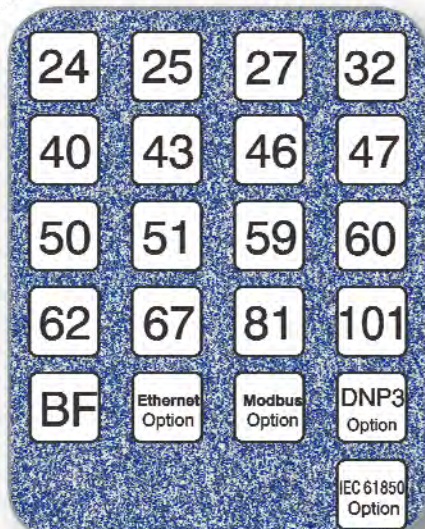 24 25 27 32
40 43 46 47
50 51 59 60
62 67 81 101
BF Ethernet Option Modbus Option DNP3 Option
IEC 61850 Option